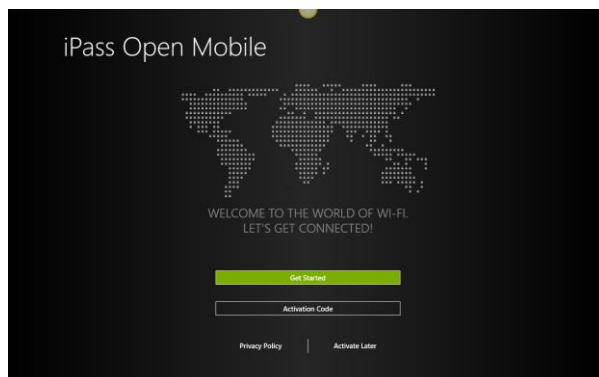 iPass Open Mobile
WELCOME TO THE WORLD OF WI-FI.
LET'S GET CONNECTED!
Get Started
Activation Code
Privacy Policy | Activate Later